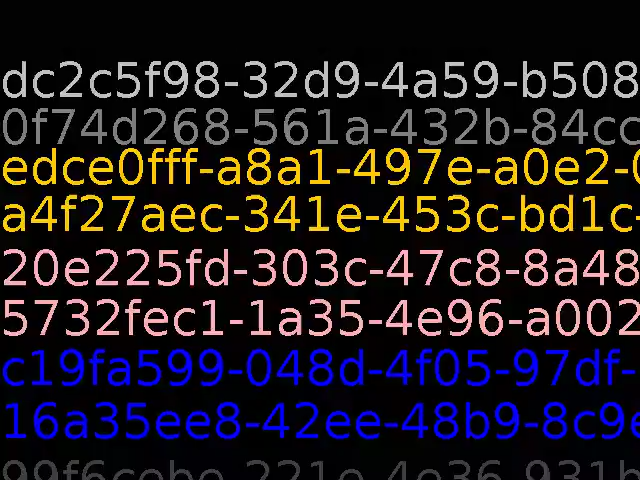 dc2c5f98-32d9-4a59-b508
0f74d268-561a-432b-84cc
edce0fff-a8a1-497e-a0e2-0
a4f27aec-341e-453c-bd1c-
20e225fd-303c-47c8-8a48
5732fec1-1a35-4e96-a002
c19fa599-048d-4f05-97df-
16a35ee8-42ee-48b9-8c9e